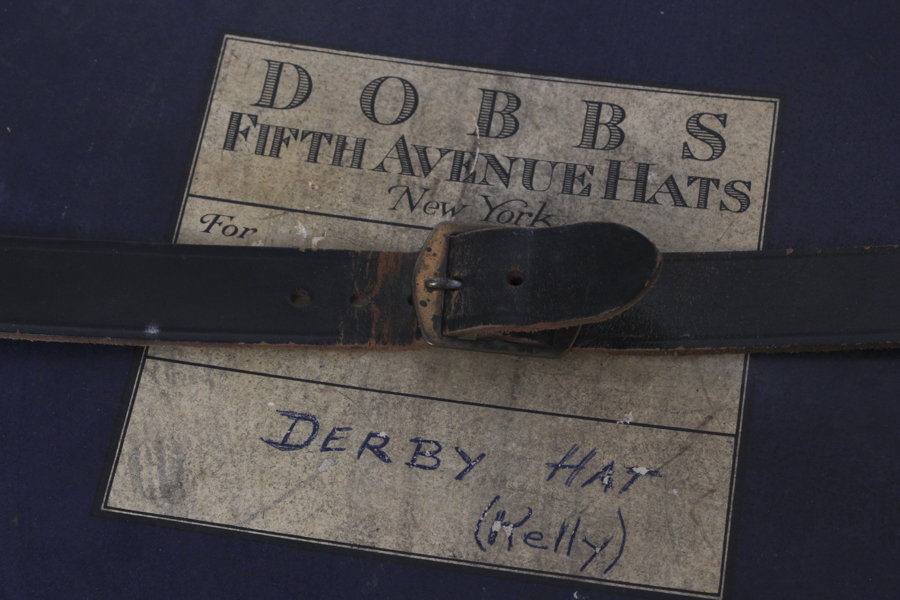 DOBBS
FIFTH AVENUE HATS
New York
For
DERBY HAT
(Kelly)